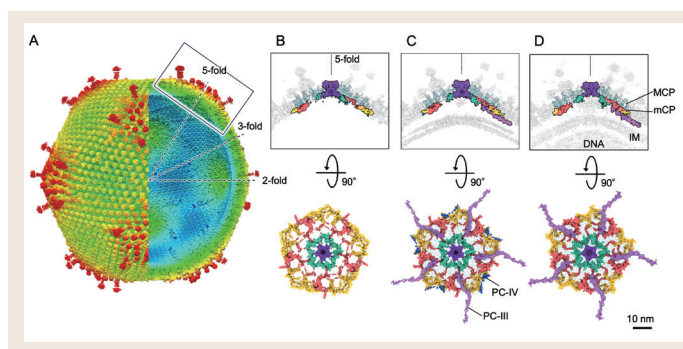 A
B
C
D
5-fold
3-fold
2-fold
5-fold
MCP
mCP
IM
DNA
90°
90°
90°
PC-IV
PC-III
10 nm